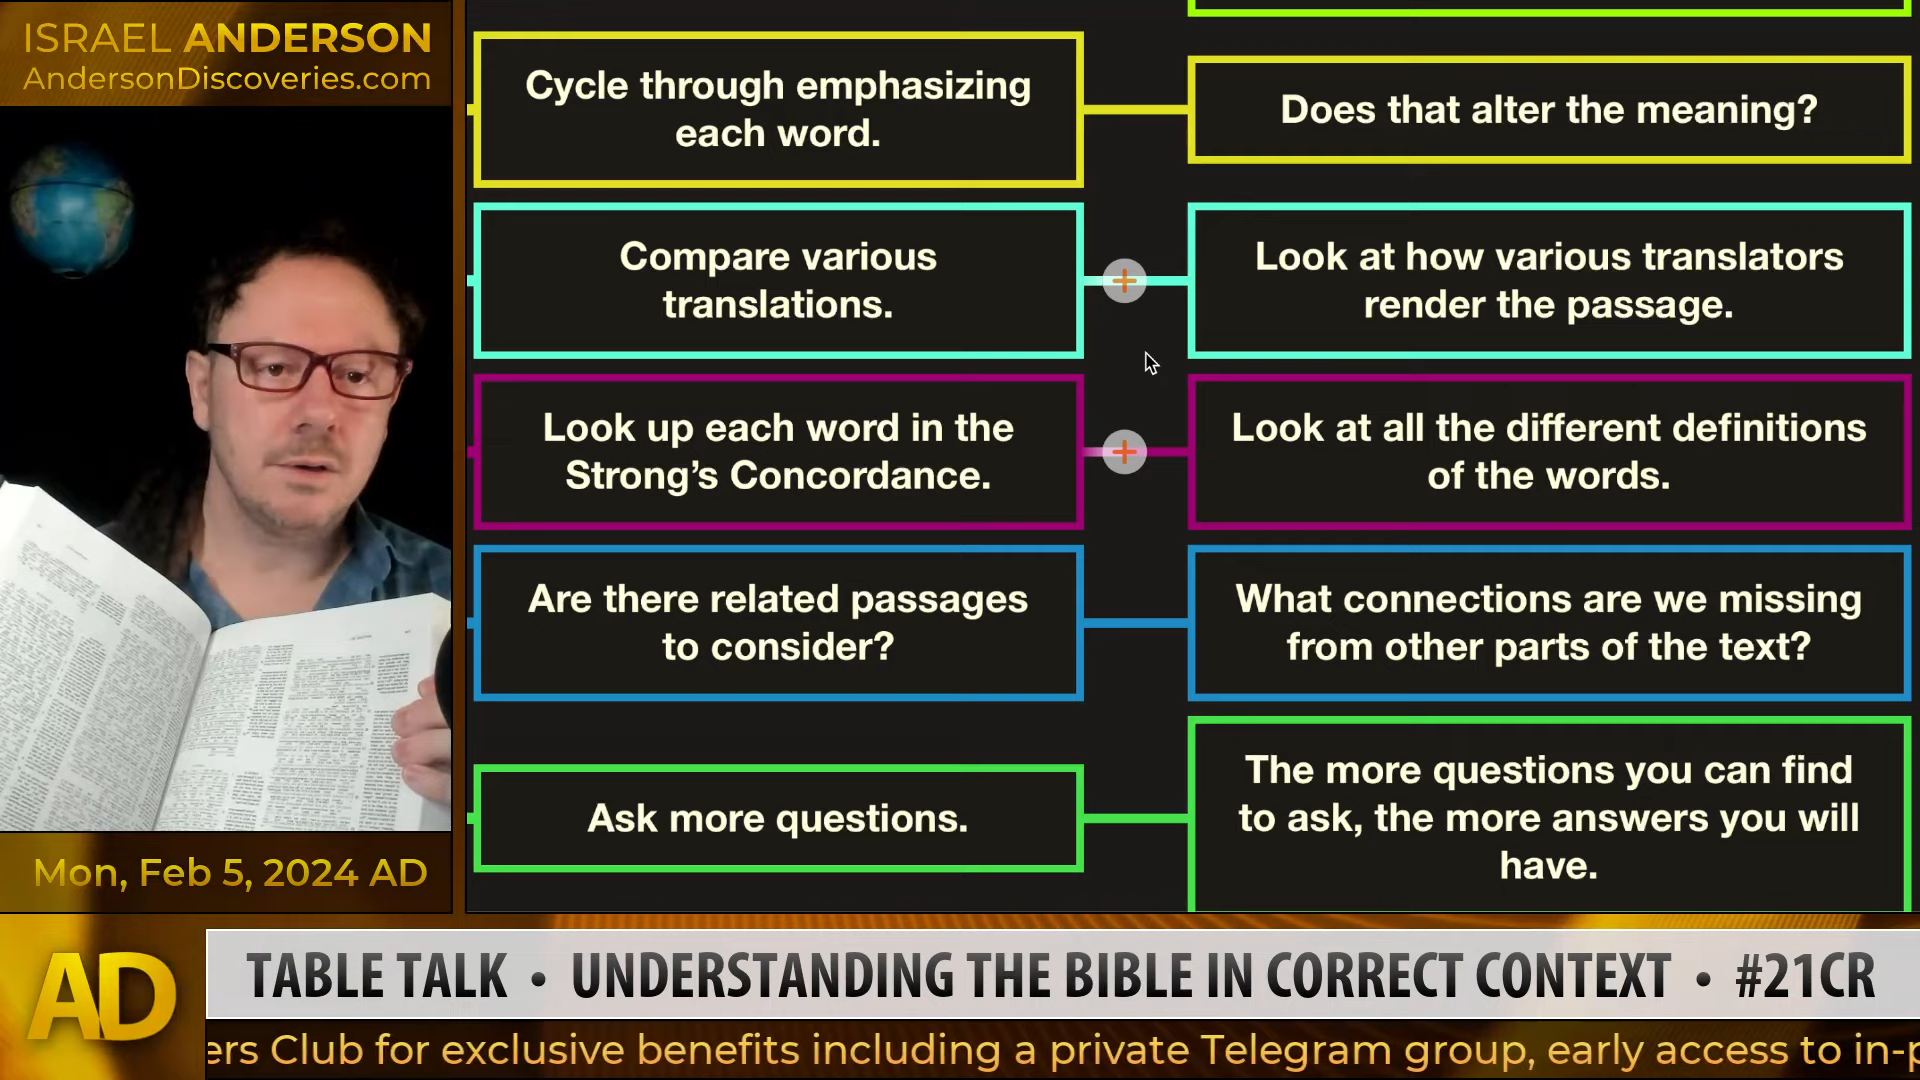 ISRAEL ANDERSON
AndersonDiscoveries.com
Cycle through emphasizing
each word.
Does that alter the meaning?
Compare various
translations.
Look at how various translators
render the passage.
Look up each word in the
Strong's Concordance.
Look at all the different definitions
of the words.
Are there related passages
to consider?
What connections are we missing
from other parts of the text?
Ask more questions.
The more questions you can find
to ask, the more answers you will
have.
Mon, Feb 5, 2024 AD
AD
TABLE TALK • UNDERSTANDING THE BIBLE IN CORRECT CONTEXT • #21CR
ers Club for exclusive benefits including a private Telegram group, early access to in-p